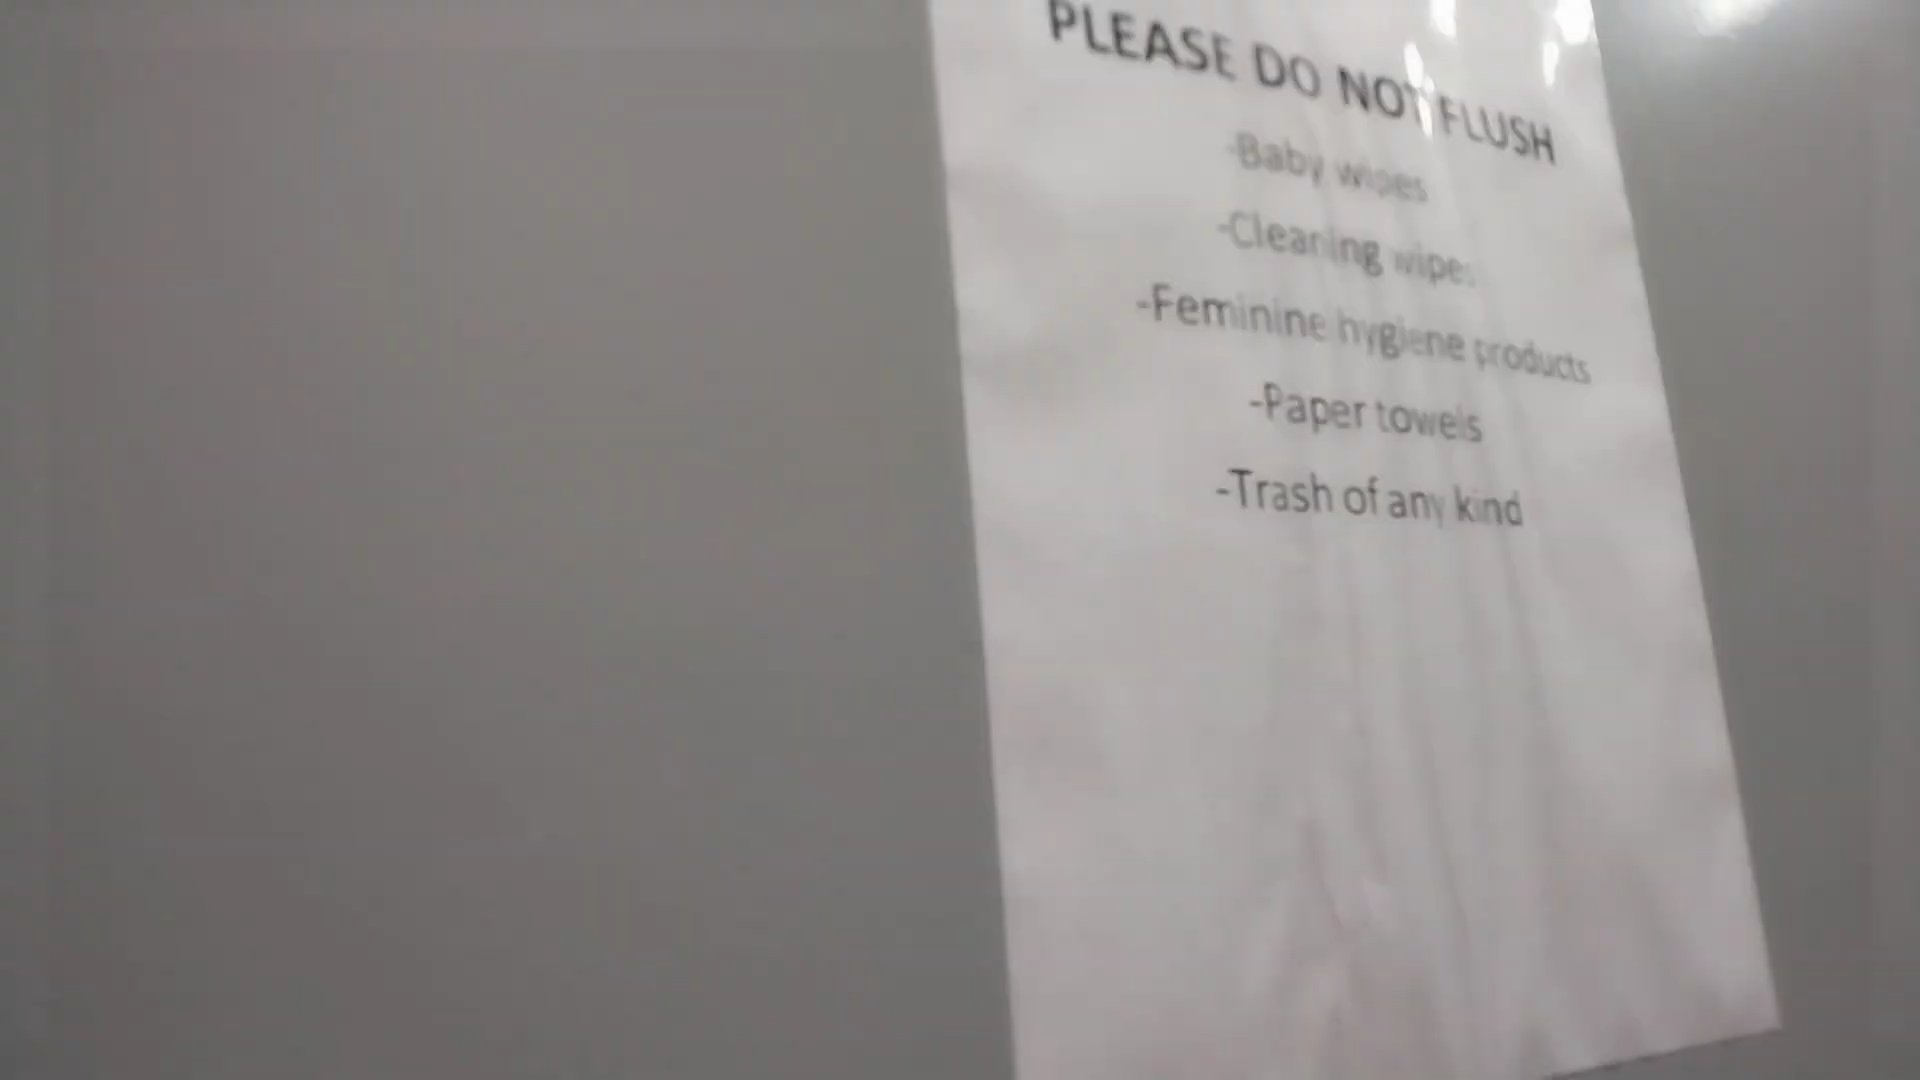 PLEASE DO NOT FLUSH
-Baby wipes
-Cleaning wipes
-Feminine hygiene products
-Paper towels
-Trash of any kind